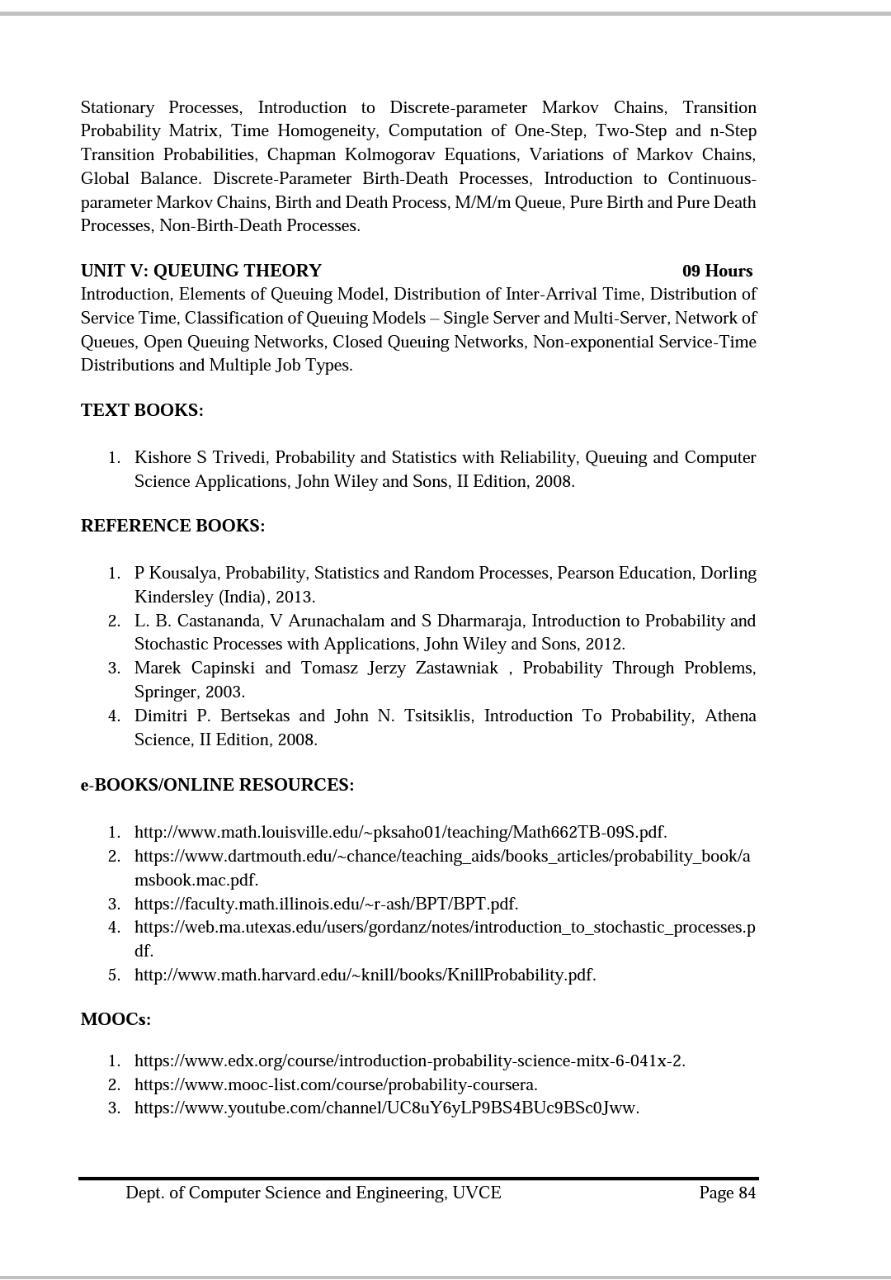 Stationary Processes, Introduction to Discrete-parameter Markov Chains, Transition
Probability Matrix, Time Homogeneity, Computation of One-Step, Two-Step and n-Step
Transition Probabilities, Chapman Kolmogorav Equations, Variations of Markov Chains,
Global Balance. Discrete-Parameter Birth-Death Processes, Introduction to Continuous-
parameter Markov Chains, Birth and Death Process, M/M/m Queue, Pure Birth and Pure Death
Processes, Non-Birth-Death Processes.
UNIT V: QUEUING THEORY 09 Hours
Introduction, Elements of Queuing Model, Distribution of Inter-Arrival Time, Distribution of
Service Time, Classification of Queuing Models – Single Server and Multi-Server, Network of
Queues, Open Queuing Networks, Closed Queuing Networks, Non-exponential Service-Time
Distributions and Multiple Job Types.
TEXT BOOKS:
1. Kishore S Trivedi, Probability and Statistics with Reliability, Queuing and Computer
Science Applications, John Wiley and Sons, II Edition, 2008.
REFERENCE BOOKS:
1. P Kousalya, Probability, Statistics and Random Processes, Pearson Education, Dorling
Kindersley (India), 2013.
2. L. B. Castananda, V Arunachalam and S Dharmaraja, Introduction to Probability and
Stochastic Processes with Applications, John Wiley and Sons, 2012.
3. Marek Capinski and Tomasz Jerzy Zastawniak , Probability Through Problems,
Springer, 2003.
4. Dimitri P. Bertsekas and John N. Tsitsiklis, Introduction To Probability, Athena
Science, II Edition, 2008.
e-BOOKS/ONLINE RESOURCES:
1. http://www.math.louisville.edu/~pksaho01/teaching/Math662TB-09S.pdf.
2. https://www.dartmouth.edu/~chance/teaching_aids/books_articles/probability_book/a
msbook.mac.pdf.
3. https://faculty.math.illinois.edu/~r-ash/BPT/BPT.pdf.
4. https://web.ma.utexas.edu/users/gordanz/notes/introduction_to_stochastic_processes.p
df.
5. http://www.math.harvard.edu/~knill/books/KnillProbability.pdf.
MOOCs:
1. https://www.edx.org/course/introduction-probability-science-mitx-6-041x-2.
2. https://www.mooc-list.com/course/probability-coursera.
3. https://www.youtube.com/channel/UC8uY6yLP9BS4BUc9BSc0Jww.
Dept. of Computer Science and Engineering, UVCE Page 84